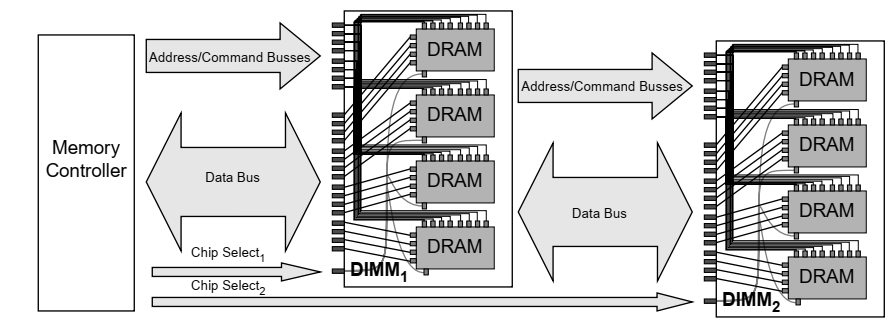 Memory
Controller
Address/Command Busses
Data Bus
Chip Select1
Chip Select2
DRAM
DRAM
DRAM
DRAM
DIMM1
Address/Command Busses
Data Bus
DRAM
DRAM
DRAM
DRAM
DIMM2